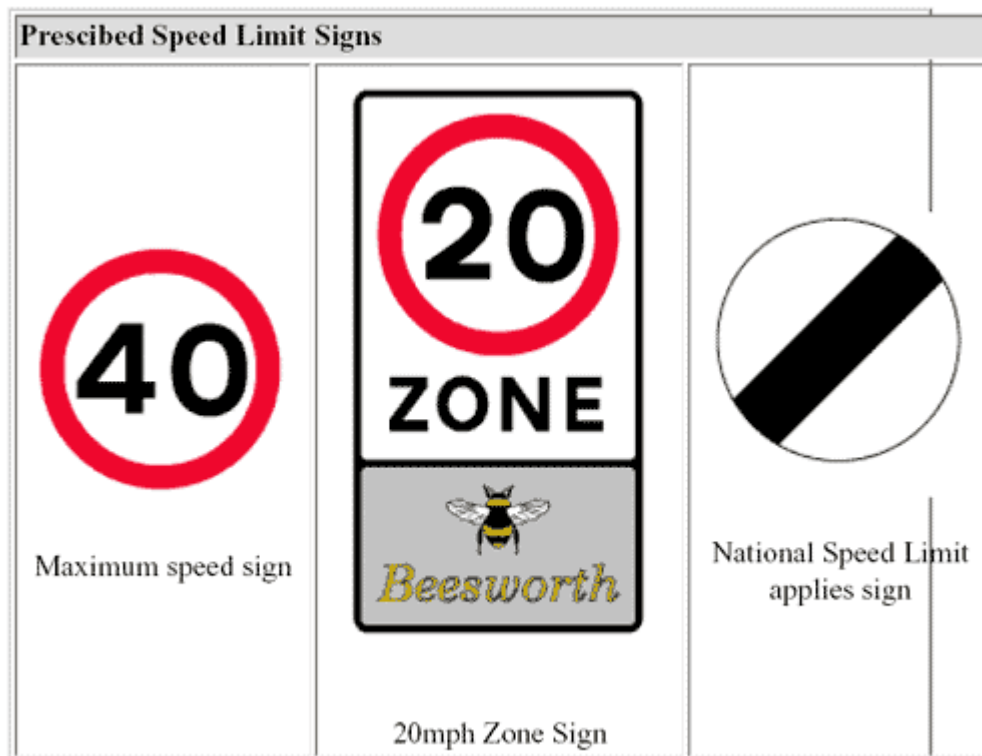 Prescibed Speed Limit Signs
40
Maximum speed sign
20
ZONE
Beesworth
20mph Zone Sign
National Speed Limit
applies sign